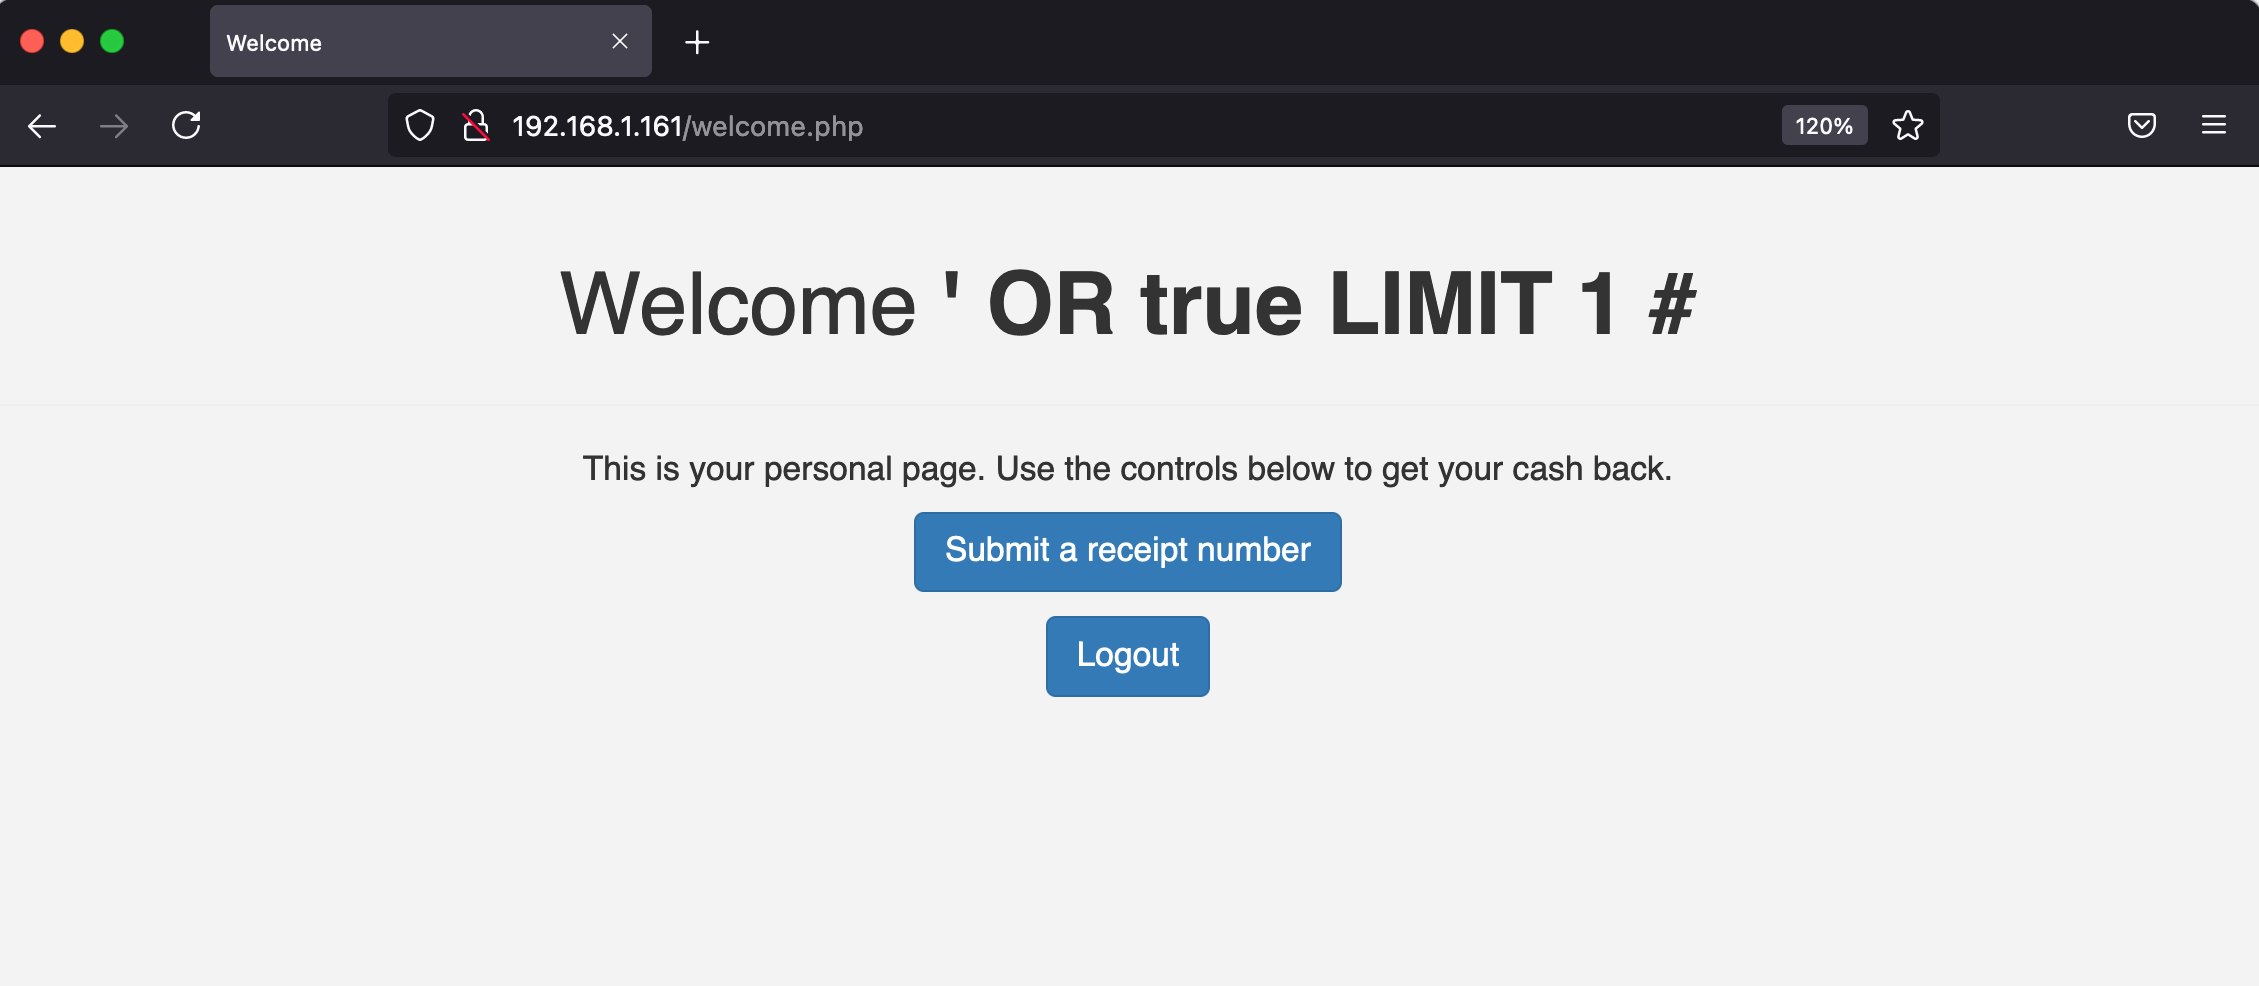 Welcome
192.168.1.161/welcome.php
120%
Welcome ' OR true LIMIT 1 #
This is your personal page. Use the controls below to get your cash back.
Submit a receipt number
Logout